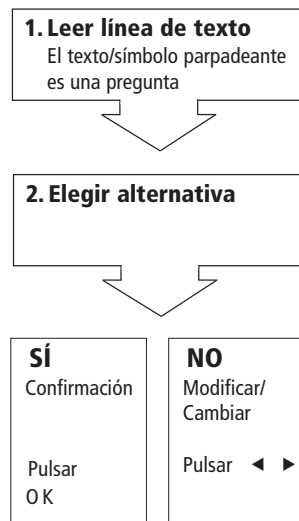 1. Leer línea de texto
El texto/símbolo parpadeante
es una pregunta
2. Elegir alternativa
SÍ
Confirmación
Pulsar
O K
NO
Modificar/
Cambiar
Pulsar ◄ ►